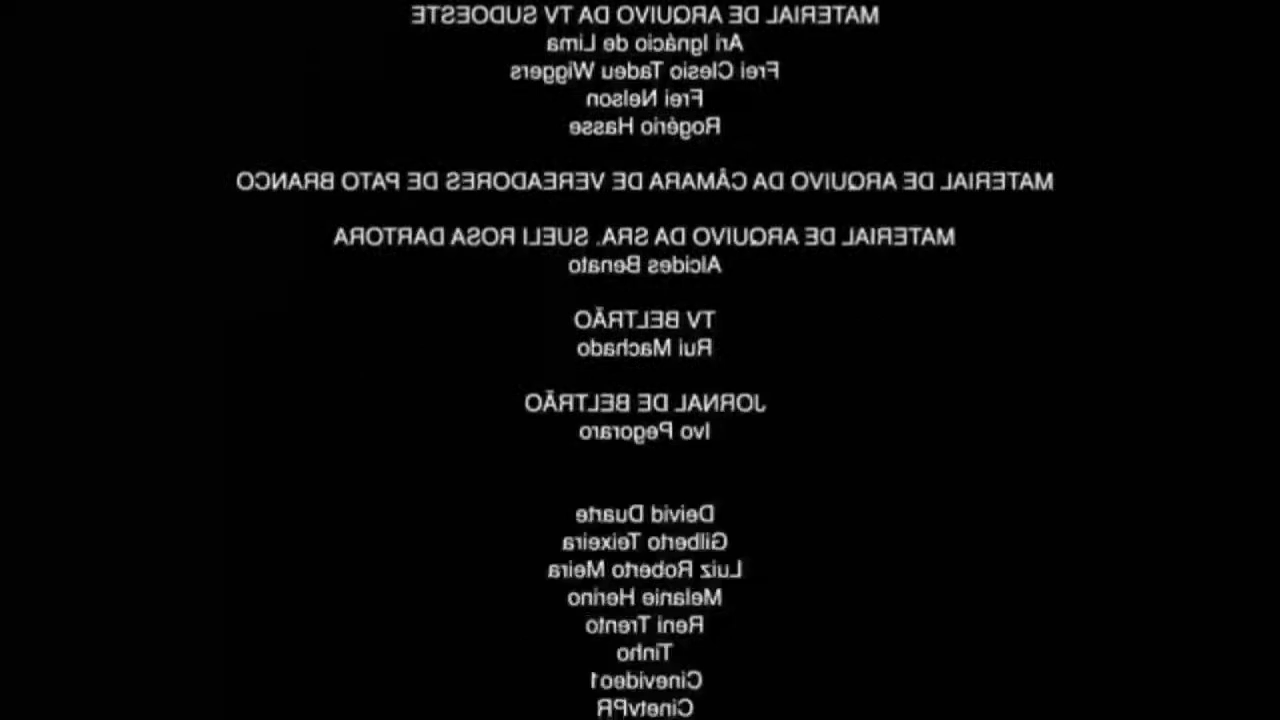 MATERIAL DE ARQUIVO DA TV SUDOESTE
Ari Ignácio de Lima
Frei Clesio Tadeu Wiggers
Frei Nelson
Rogério Hasse
MATERIAL DE ARQUIVO DA CÂMARA DE VEREADORES DE PATO BRANCO
MATERIAL DE ARQUIVO DA SRA. SUELI ROSA DARTORA
Alcides Benato
TV BELTRÃO
Rui Machado
JORNAL DE BELTRÃO
Ivo Pegoraro
Deivid Duarte
Gilberto Teixeira
Luiz Roberto Meira
Melanie Herino
Reni Trento
Tinho
Cinevideo1
CinetvPR